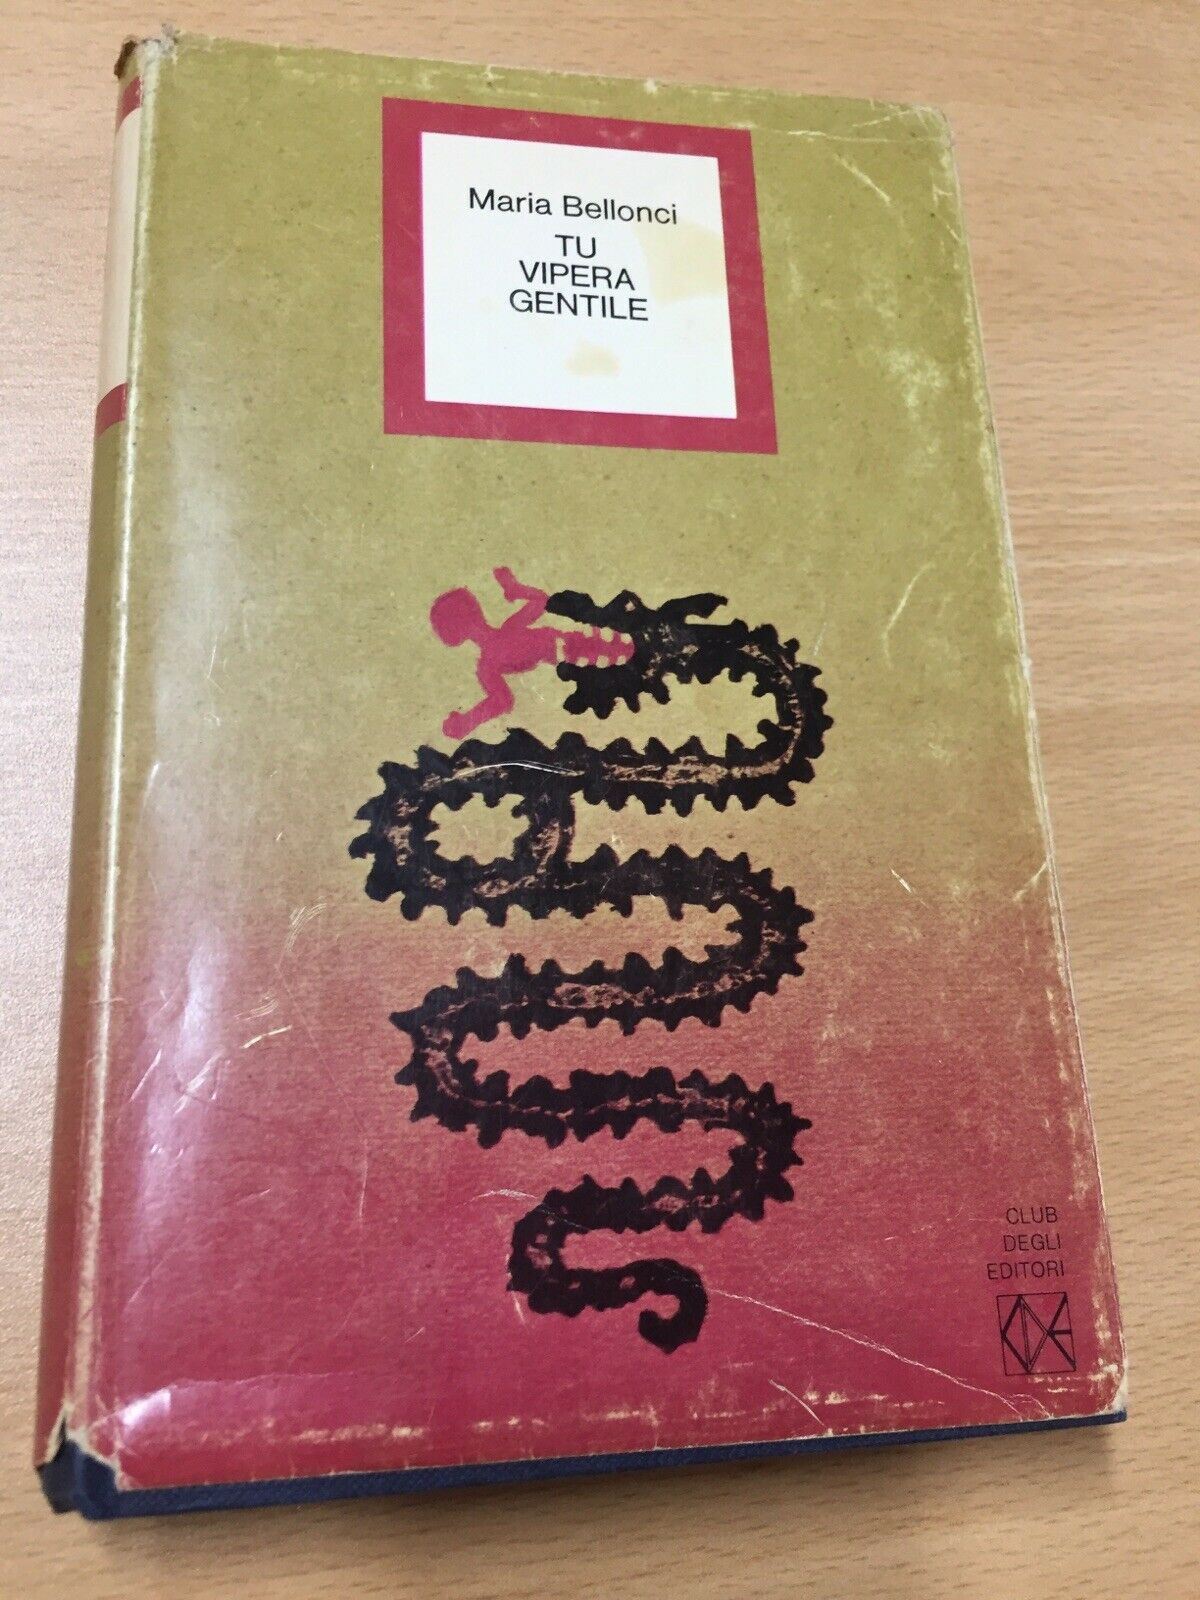 Maria Bellonci
TU
VIPERA
GENTILE
CLUB
DEGLI
EDITORI